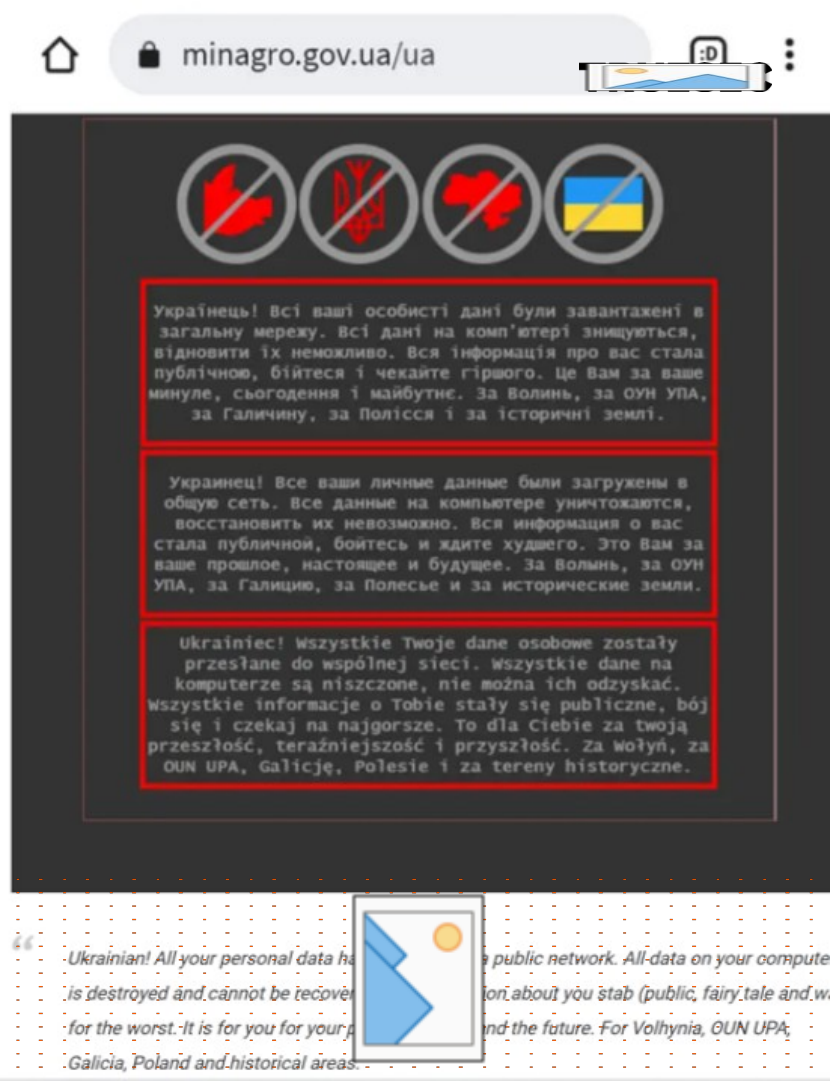 minagro.gov.ua/ua
:D
Українець! Всі ваші особисті дані були завантажені в
загальну мережу. Всі дані на комп'ютері знищуються,
відновити їх неможливо. Вся інформація про вас стала
публічною, бійтеся і чекайте гіршого. Це Вам за ваше
минуле, сьогодення і майбутнє. За Волинь, за ОУН УПА,
за Галичину, за Полісся і за історичні землі.
Украинец! Все ваши личные данные были загружены в
общую сеть. Все данные на компьютере уничтожаются,
восстановить их невозможно. Вся информация о вас
стала публичной, бойтесь и ждите худшего. Это Вам за
ваше прошлое, настоящее и будущее. За Волынь, за ОУН
УПА, за Галицию, за Полесье и за исторические земли.
Ukrainiec! Wszystkie Twoje dane osobowe zostały
przesłane do wspólnej sieci. Wszystkie dane na
komputerze są niszczone, nie można ich odzyskać.
Wszystkie informacje o Tobie stały się publiczne, bój
się i czekaj na najgorsze. To dla Ciebie za twoją
przeszłość, teraźniejszość i przyszłość. Za Wołyń, za
OUN UPA, Galicję, Polesie i za tereny historyczne.
“
Ukrainian! All your personal data public network. All data on your
is destroyed and cannot be about you stab (public, fairy tale and
for the worst. It is for you for your the future. For Volhynia, OUN UPA,
Galicia, Poland and historical areas.